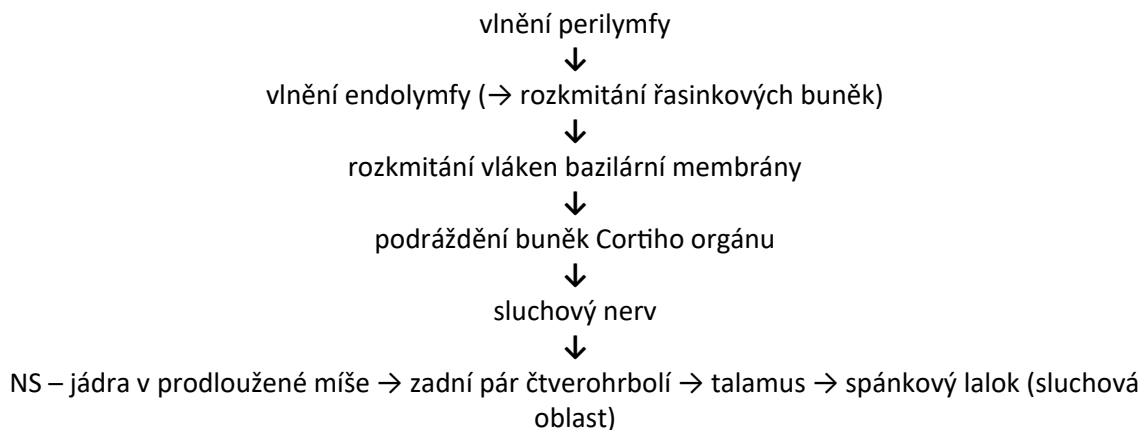 vlnění perilymfy
↓
vlnění endolymfy (→ rozkmitání řasinkových buněk)
↓
rozkmitání vláken bazilární membrány
↓
podráždění buněk Cortiho orgánu
↓
sluchový nerv
↓
NS – jádra v prodloužené míše → zadní pár čtverohrbolí → talamus → spánkový lalok (sluchová
oblast)